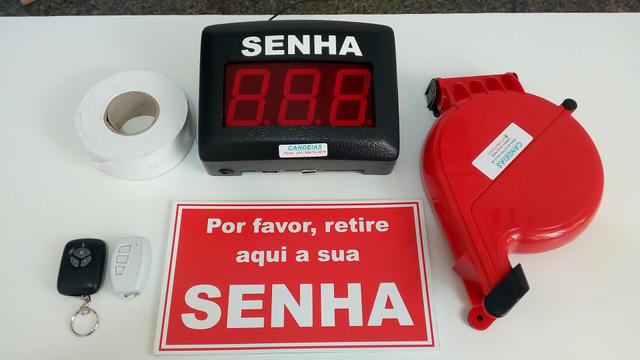 SENHA
888
CANDEIAS
CANDEIAS
Por favor, retire
aqui a sua
SENHA